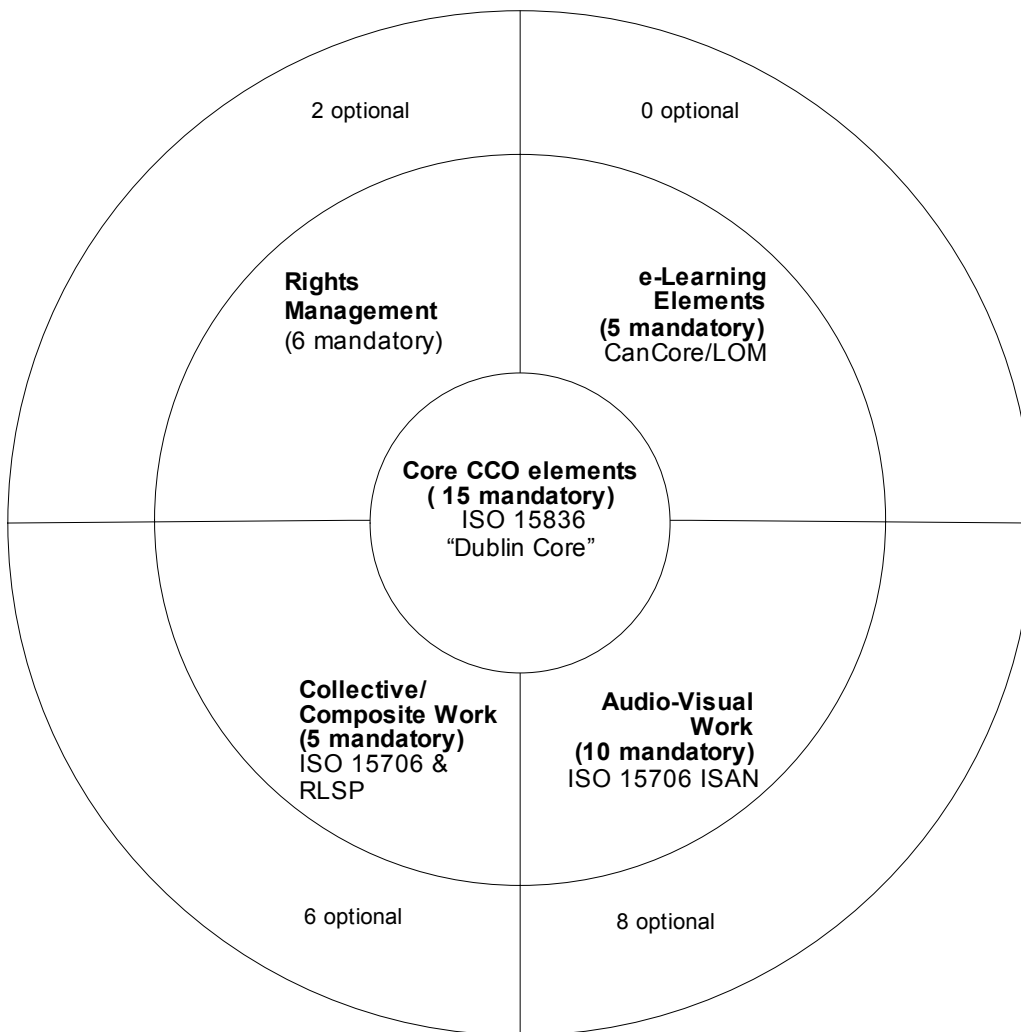 2 optional
0 optional
Rights
Management
(6 mandatory)
e-Learning
Elements
(5 mandatory)
CanCore/LOM
Core CCO elements
( 15 mandatory)
ISO 15836
“Dublin Core”
Collective/
Composite Work
(5 mandatory)
ISO 15706 &
RLSP
Audio-Visual
Work
(10 mandatory)
ISO 15706 ISAN
6 optional
8 optional